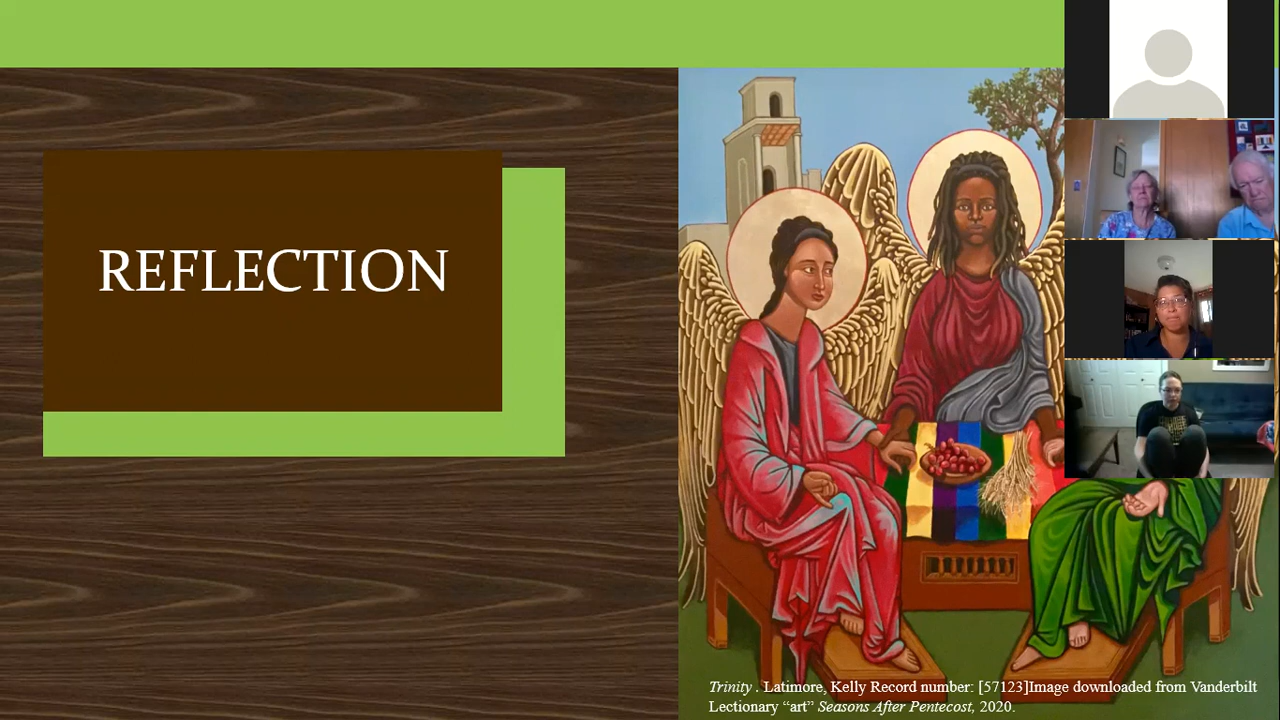 REFLECTION
Trinity . Latimore, Kelly Record number: [57123]Image downloaded from Vanderbilt
Lectionary “art” Seasons After Pentecost, 2020.